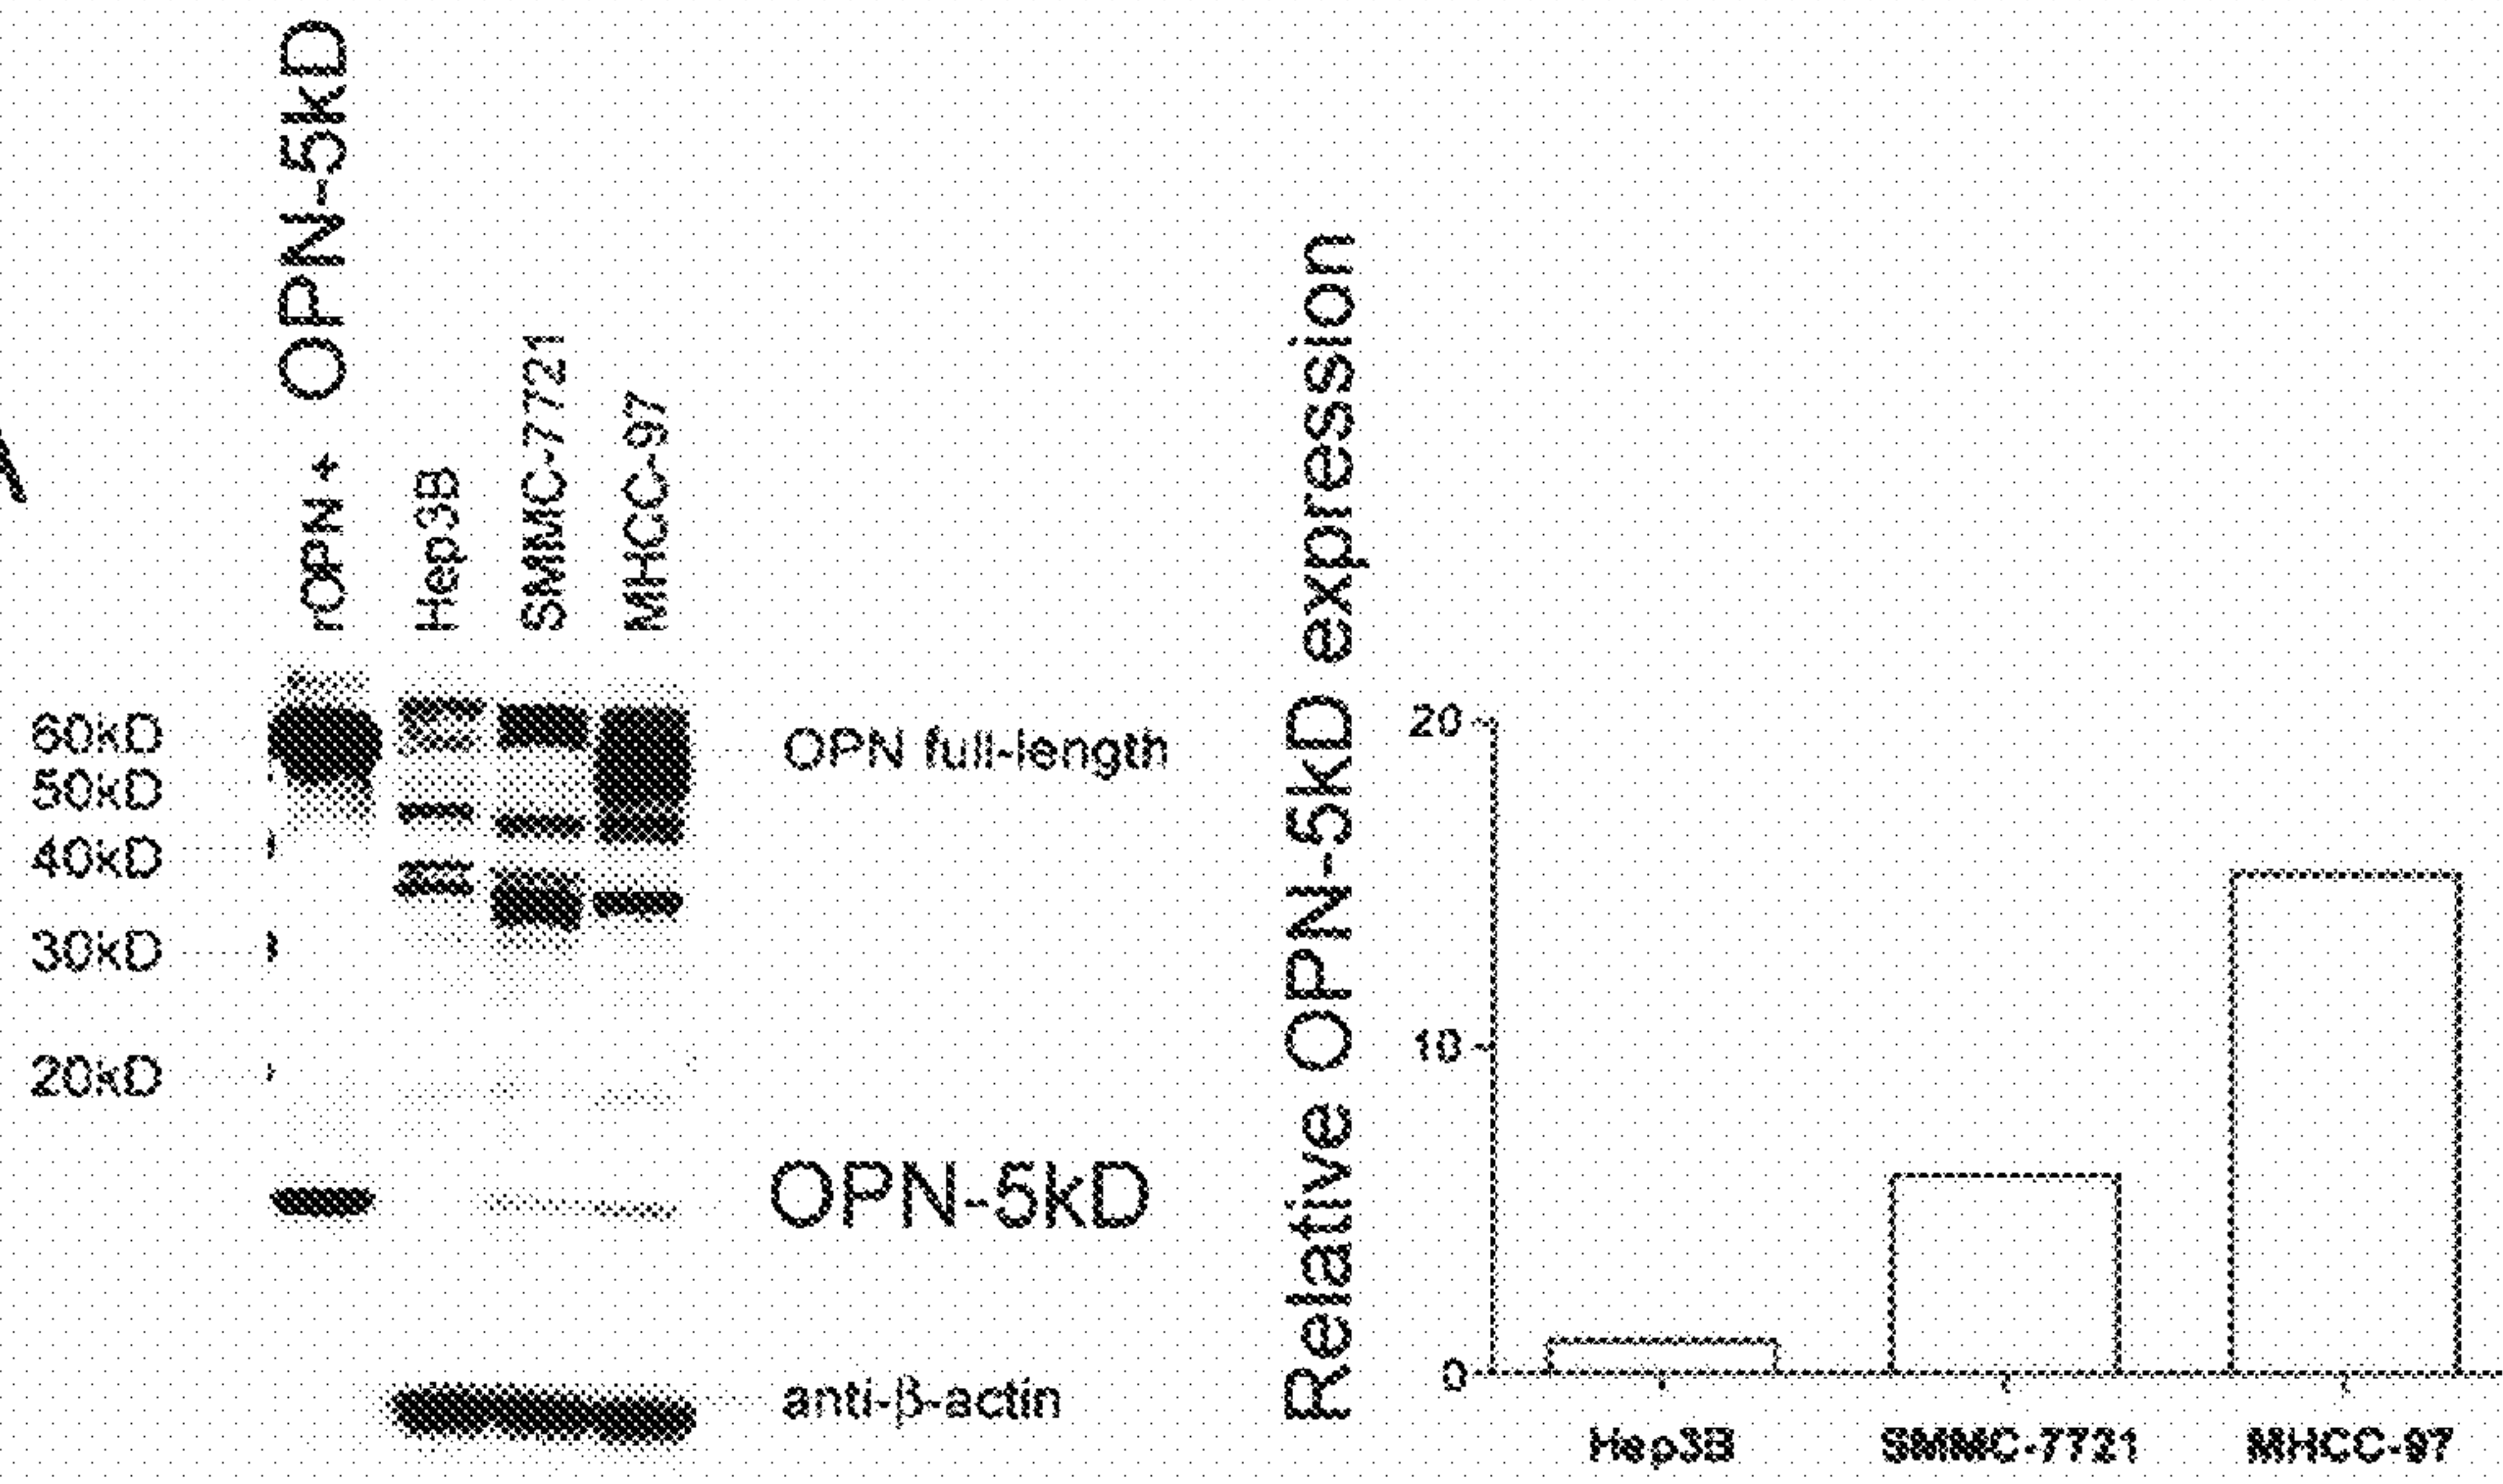 rOPN + OPN-5kD
Hep3B
SMMC-7721
MHCC-97
60kD
50kD
40kD
30kD
20kD
OPN full-length
OPN-5kD
anti-β-actin
Relative OPN-5kD expression
20
10
0
Hep3B
SMMC-7721
MHCC-97